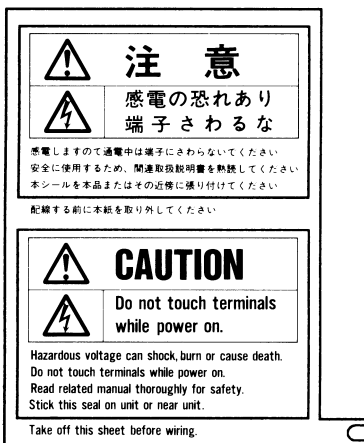 注 意
感電の恐れあり
端子さわるな
感電しますので通電中は端子にさわらないでください
安全に使用するため、関連取扱説明書を熟読してください
本シールを本品またはその近傍に張り付けてください
配線する前に本紙を取り外してください
CAUTION
Do not touch terminals
while power on.
Hazardous voltage can shock, burn or cause death.
Do not touch terminals while power on.
Read related manual thoroughly for safety.
Stick this seal on unit or near unit.
Take off this sheet before wiring.